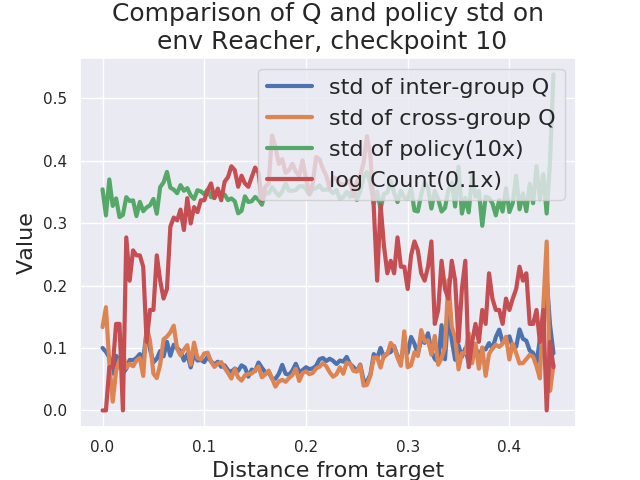 Comparison of Q and policy std on
env Reacher, checkpoint 10
std of inter-group Q
std of cross-group Q
std of policy(10x)
log Count(0.1x)
Value
0.5
0.4
0.3
0.2
0.1
0.0
0.0 0.1 0.2 0.3 0.4
Distance from target